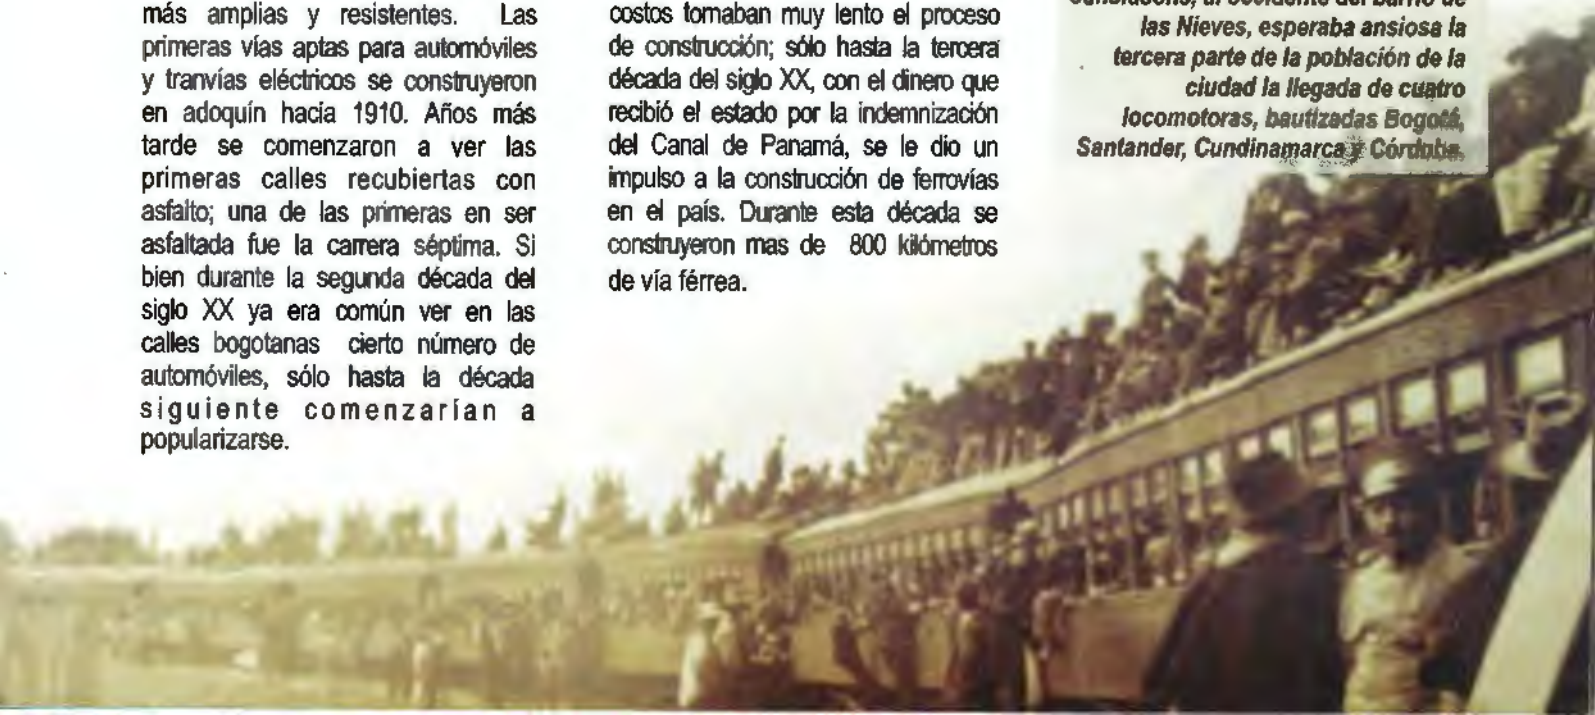 más amplias y resistentes. Las
primeras vías aptas para automóviles
y tranvías eléctricos se construyeron
en adoquín hacía 1910. Años más
tarde se comenzaron a ver las
primeras calles recubiertas con
asfalto; una de las primeras en ser
asfaltada fue la carrera séptima. Si
bien durante la segunda década del
siglo XX ya era común ver en las
calles bogotanas cierto número de
automóviles, sólo hasta la década
siguiente comenzarían a
popularizarse.
costos tornaban muy lento el proceso
de construcción; sólo hasta la tercera
década del siglo XX, con el dinero que
recibió el estado por la indemnización
del Canal de Panamá, se le dio un
impulso a la construcción de ferrovías
en el país. Durante esta década se
construyeron mas de 800 kilómetros
de vía férrea.
al occidente del barrio de
las Nieves, esperaba ansiosa la
tercera parte de la población de la
ciudad la llegada de cuatro
locomotoras, bautizadas Bogotá,
Santander, Cundinamarca y Córdoba.